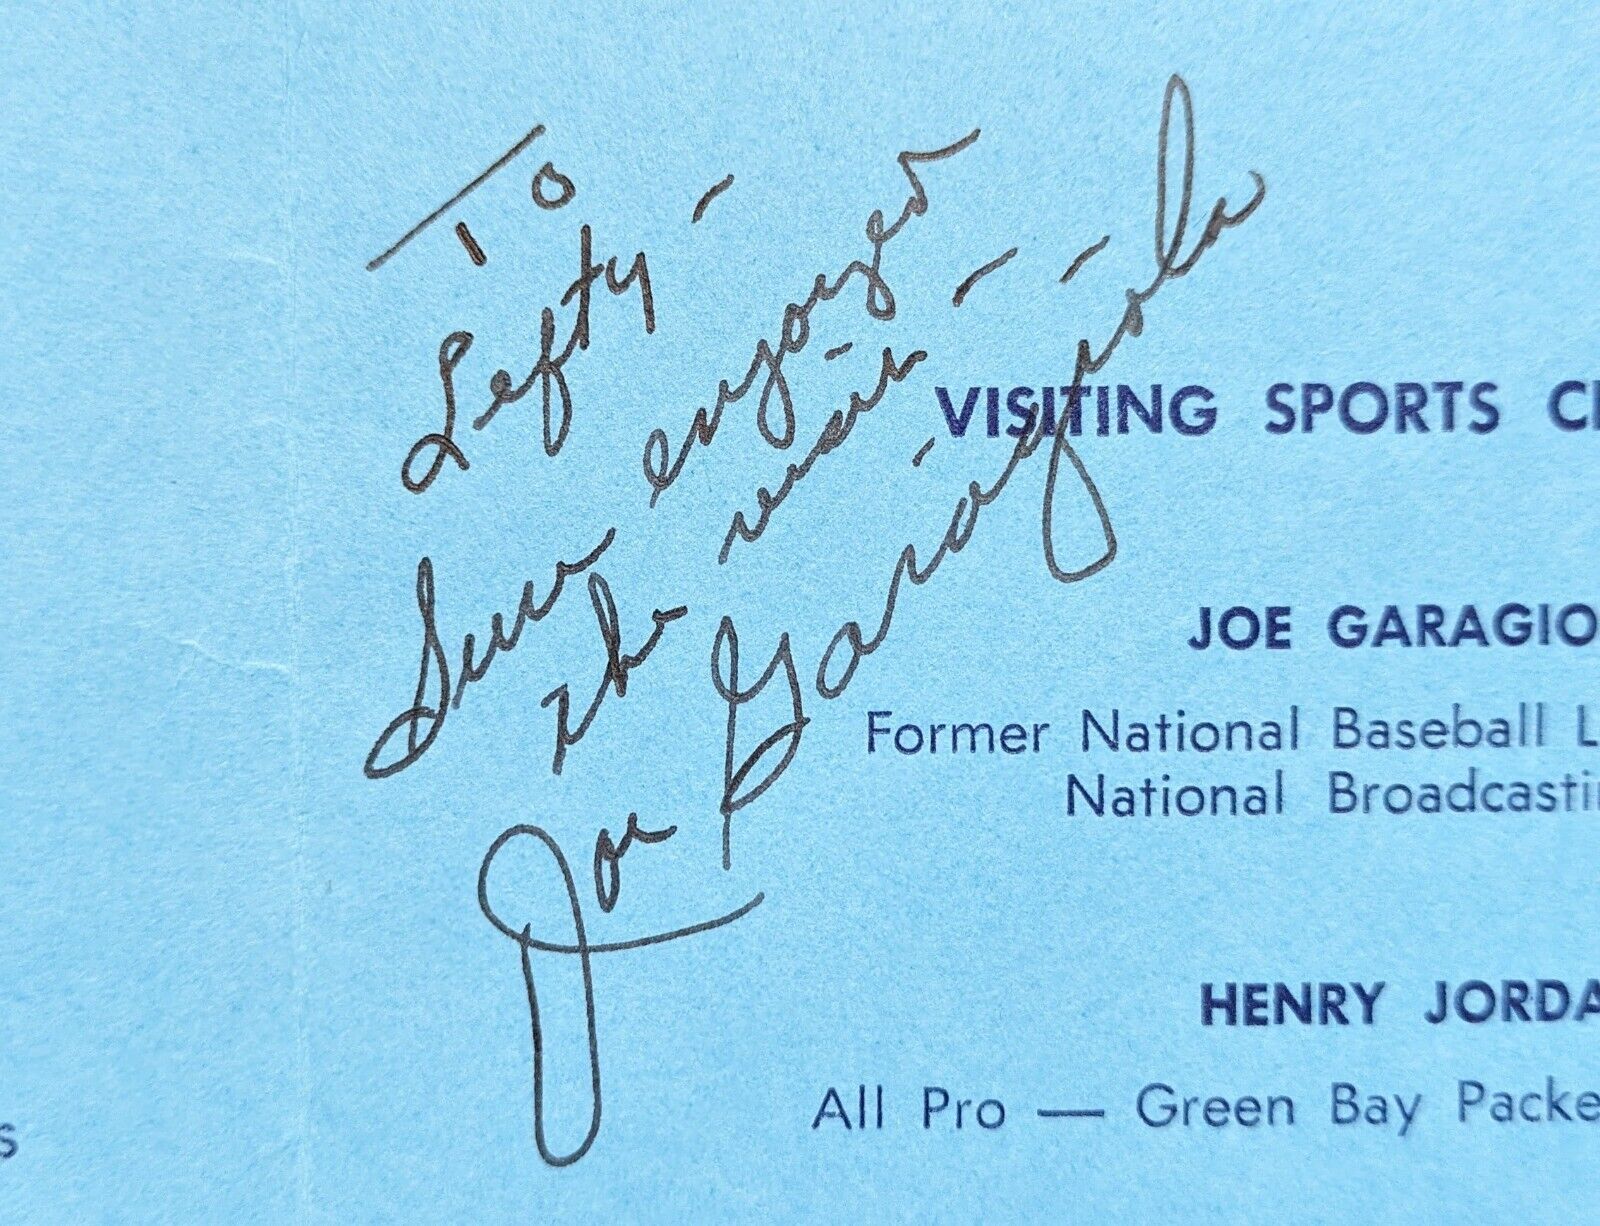 To
Lefty -
Sure enjoyed
the reunion -
Joe Garagiola
VISITING SPORTS
JOE GARAGIO
Former National Baseball L
National Broadcasti
HENRY JORDA
All Pro — Green Bay Packe
s